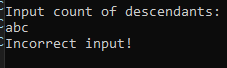 Input count of descendants:
abc
Incorrect input!